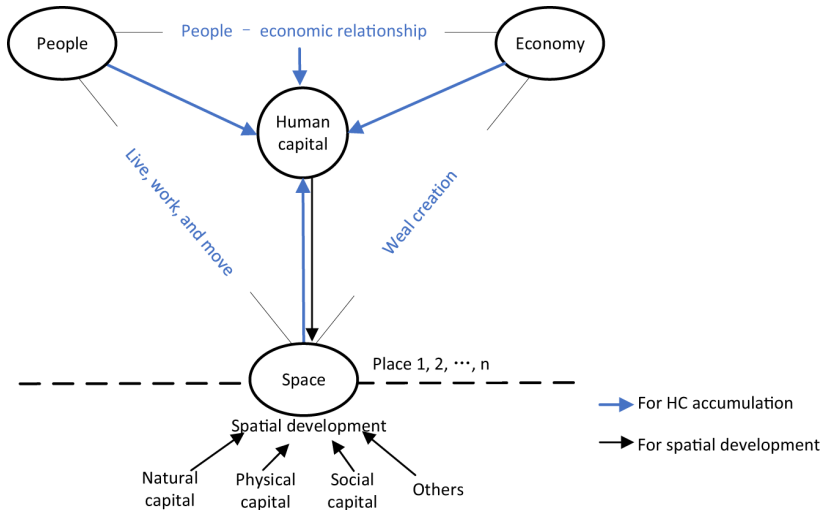 People – economic relationship
People
Economy
Human
capital
Live, work, and move
Weal creation
Place 1, 2, ···, n
Space
For HC accumulation
Spatial development
For spatial development
Natural
capital
Physical
capital
Social
capital
Others